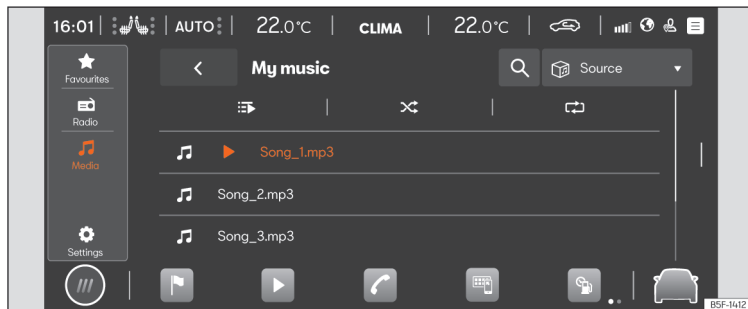 16:01 AUTO 22.0°C CLIMA 22.0°C
Favourites
My music
Source
Radio
Media
Song_1.mp3
Song_2.mp3
Song_3.mp3
Settings
B5F-1412